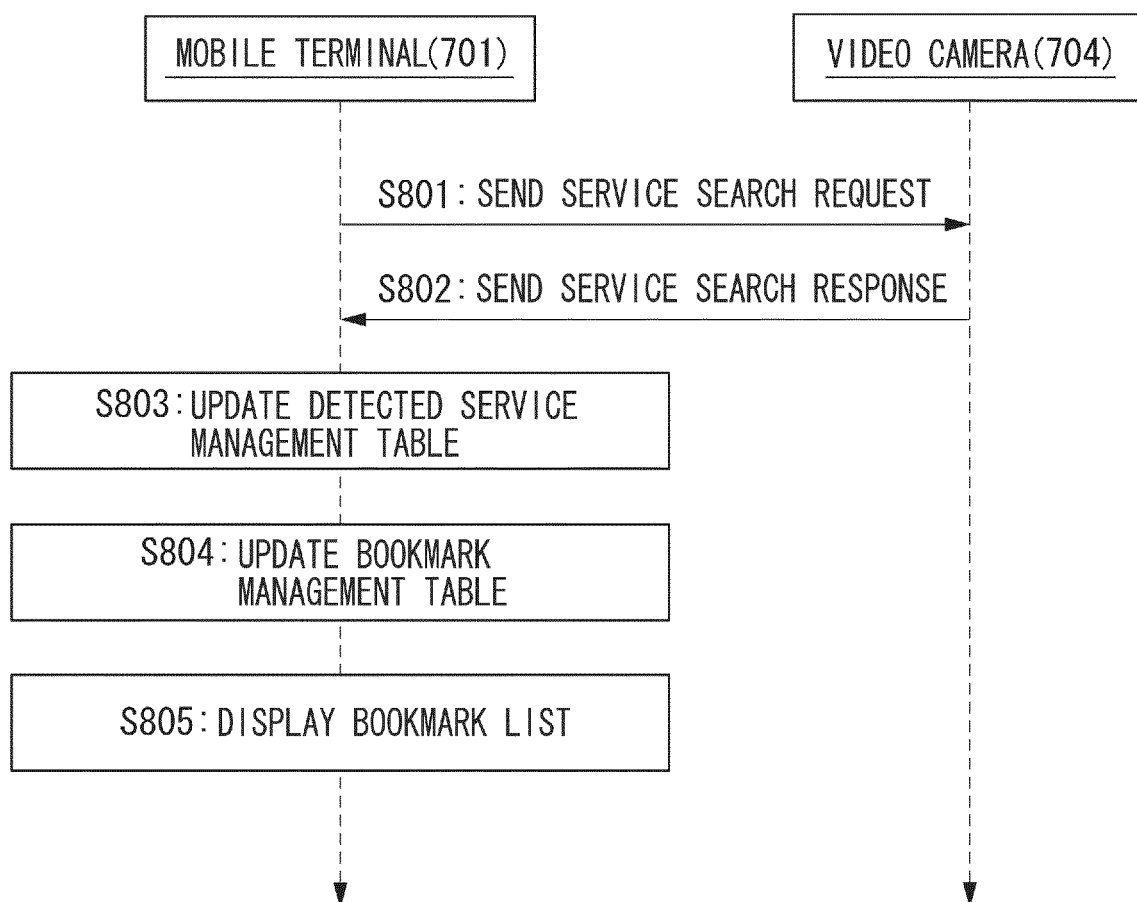 MOBILE TERMINAL(701)
VIDEO CAMERA(704)
S801: SEND SERVICE SEARCH REQUEST
S802: SEND SERVICE SEARCH RESPONSE
S803: UPDATE DETECTED SERVICE
MANAGEMENT TABLE
S804: UPDATE BOOKMARK
MANAGEMENT TABLE
S805: DISPLAY BOOKMARK LIST